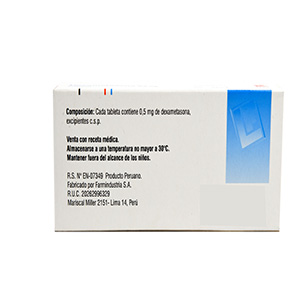 Composición: Cada tableta contiene 0,5 mg de dexametasona,
excipientes c.s.p.
Venta con receta médica.
Almacenarse a una temperatura no mayor a 30°C.
Mantener fuera del alcance de los niños.
R.S. N° EN-07349 Producto Peruano.
Fabricado por Farmindustria S.A.
R.U.C. 20262996329
Mariscal Miller 2151- Lima 14, Perú